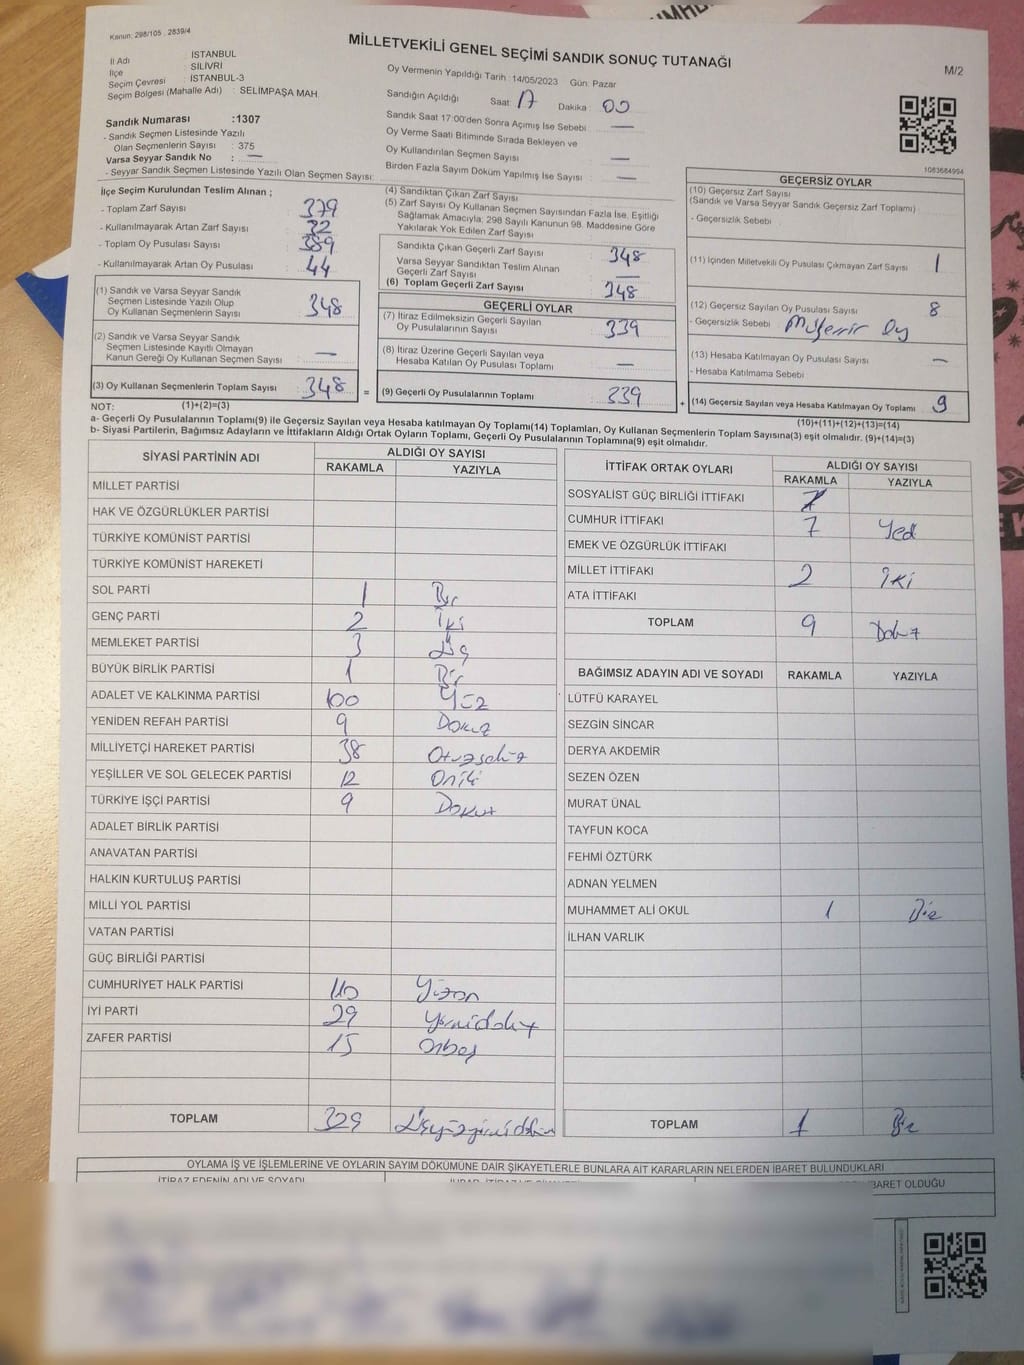 Kanun: 298/105 , 2839/4
MİLLETVEKİLİ GENEL SEÇİMİ SANDIK SONUÇ TUTANAĞI
M/2
İl Adı : İSTANBUL
İlçe : SİLİVRİ
Seçim Çevresi : İSTANBUL-3
Seçim Bölgesi (Mahalle Adı) : SELİMPAŞA MAH.
Sandık Numarası :1307
- Sandık Seçmen Listesinde Yazılı
Olan Seçmenlerin Sayısı : 375
Varsa Seyyar Sandık No : —
- Seyyar Sandık Seçmen Listesinde Yazılı Olan Seçmen Sayısı:
Oy Vermenin Yapıldığı Tarih :14/05/2023 Gün: Pazar
Sandığın Açıldığı Saat : 17 Dakika : 00
Sandık Saat 17:00'den Sonra Açımış İse Sebebi : —
Oy Verme Saati Bitiminde Sırada Bekleyen ve
Oy Kullandırılan Seçmen Sayısı : —
Birden Fazla Sayım Döküm Yapılmış İse Sayısı : —
1083684994
İlçe Seçim Kurulundan Teslim Alınan ;
- Toplam Zarf Sayısı : 379
- Kullanılmayarak Artan Zarf Sayısı : 32
- Toplam Oy Pusulası Sayısı : 389
- Kullanılmayarak Artan Oy Pusulası : 44
(1) Sandık ve Varsa Seyyar Sandık
Seçmen Listesinde Yazılı Olup
Oy Kullanan Seçmenlerin Sayısı : 348
(2) Sandık ve Varsa Seyyar Sandık
Seçmen Listesinde Kayıtlı Olmayan
Kanun Gereği Oy Kullanan Seçmen Sayısı : —
(3) Oy Kullanan Seçmenlerin Toplam Sayısı : 348 =
(4) Sandıktan Çıkan Zarf Sayısı
(5) Zarf Sayısı Oy Kullanan Seçmen Sayısından Fazla İse, Eşitliği
Sağlamak Amacıyla, 298 Sayılı Kanunun 98. Maddesine Göre
Yakılarak Yok Edilen Zarf Sayısı
Sandıkta Çıkan Geçerli Zarf Sayısı : 348
Varsa Seyyar Sandıktan Teslim Alınan
Geçerli Zarf Sayısı : —
(6) Toplam Geçerli Zarf Sayısı : 348
GEÇERLİ OYLAR
(7) İtiraz Edilmeksizin Geçerli Sayılan
Oy Pusulalarının Sayısı : 339
(8) İtiraz Üzerine Geçerli Sayılan veya
Hesaba Katılan Oy Pusulası Toplamı : —
(9) Geçerli Oy Pusulalarının Toplamı : 339 +
GEÇERSİZ OYLAR
(10) Geçersiz Zarf Sayısı
(Sandık ve Varsa Seyyar Sandık Geçersiz Zarf Toplamı) :
- Geçersizlik Sebebi :
(11) İçinden Milletvekili Oy Pusulası Çıkmayan Zarf Sayısı : 1
(12) Geçersiz Sayılan Oy Pusulası Sayısı : 8
- Geçersizlik Sebebi : Müşerrir Oy
(13) Hesaba Katılmayan Oy Pusulası Sayısı : —
- Hesaba Katılmama Sebebi
(14) Geçersiz Sayılan veya Hesaba Katılmayan Oy Toplamı : 9
NOT: (1)+(2)=(3)
(10)+(11)+(12)+(13)=(14)
a- Geçerli Oy Pusulalarının Toplamı(9) ile Geçersiz Sayılan veya Hesaba katılmayan Oy Toplamı(14) Toplamları, Oy Kullanan Seçmenlerin Toplam Sayısına(3) eşit olmalıdır. (9)+(14)=(3)
b- Siyasi Partilerin, Bağımsız Adayların ve İttifakların Aldığı Ortak Oyların Toplamı, Geçerli Oy Pusulalarının Toplamına(9) eşit olmalıdır.
SİYASİ PARTİNİN ADI ALDIĞI OY SAYISI
RAKAMLA YAZIYLA
MİLLET PARTİSİ
HAK VE ÖZGÜRLÜKLER PARTİSİ
TÜRKİYE KOMÜNİST PARTİSİ
TÜRKİYE KOMÜNİST HAREKETİ
SOL PARTİ 1 Bir
GENÇ PARTİ 2 İki
MEMLEKET PARTİSİ 3 Üç
BÜYÜK BİRLİK PARTİSİ 1 Bir
ADALET VE KALKINMA PARTİSİ 100 Yüz
YENİDEN REFAH PARTİSİ 9 Dokuz
MİLLİYETÇİ HAREKET PARTİSİ 38 Otuzsekiz
YEŞİLLER VE SOL GELECEK PARTİSİ 12 Oniki
TÜRKİYE İŞÇİ PARTİSİ 9 Dokuz
ADALET BİRLİK PARTİSİ
ANAVATAN PARTİSİ
HALKIN KURTULUŞ PARTİSİ
MİLLİ YOL PARTİSİ
VATAN PARTİSİ
GÜÇ BİRLİĞİ PARTİSİ
CUMHURİYET HALK PARTİSİ 110 Yüzon
İYİ PARTİ 29 Yirmidokuz
ZAFER PARTİSİ 15 Onbeş
TOPLAM 329 Üçyüzyirmidokuz
İTTİFAK ORTAK OYLARI ALDIĞI OY SAYISI
RAKAMLA YAZIYLA
SOSYALİST GÜÇ BİRLİĞİ İTTİFAKI
CUMHUR İTTİFAKI 7 Yedi
EMEK VE ÖZGÜRLÜK İTTİFAKI
MİLLET İTTİFAKI 2 İki
ATA İTTİFAKI
TOPLAM 9 Dokuz
BAĞIMSIZ ADAYIN ADI VE SOYADI RAKAMLA YAZIYLA
LÜTFÜ KARAYEL
SEZGİN SİNCAR
DERYA AKDEMİR
SEZEN ÖZEN
MURAT ÜNAL
TAYFUN KOCA
FEHMİ ÖZTÜRK
ADNAN YELMEN
MUHAMMET ALİ OKUL 1 Bir
İLHAN VARLIK
TOPLAM 1 Bir
OYLAMA İŞ VE İŞLEMLERİNE VE OYLARIN SAYIM DÖKÜMÜNE DAİR ŞİKAYETLERLE BUNLARA AİT KARARLARIN NELERDEN İBARET BULUNDUKLARI
İTİRAZ EDENİN ADI VE SOYADI
BARET OLDUĞU